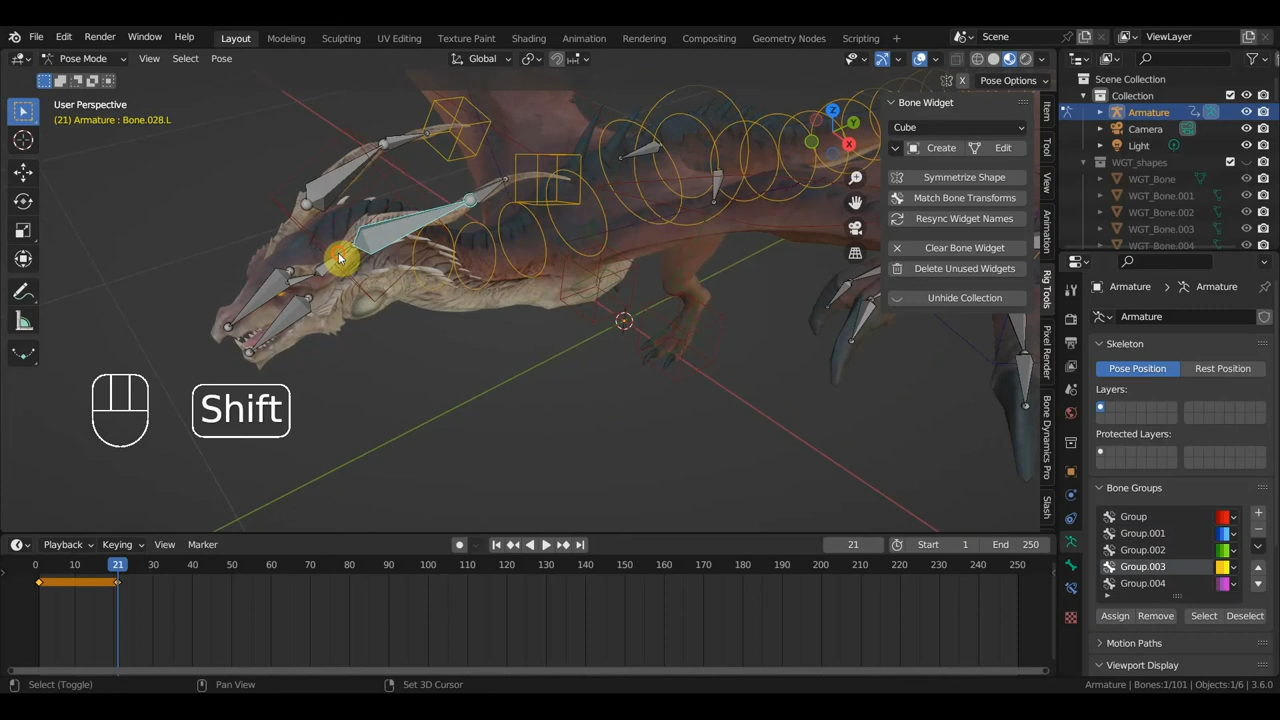 File Edit Render Window Help
Layout Modeling Sculpting UV Editing Texture Paint Shading Animation Rendering Compositing Geometry Nodes Scripting +
Scene
ViewLayer
Pose Mode View Select Pose
Global
X Pose Options
User Perspective
(21) Armature : Bone.028.L
Z
Y
X
Bone Widget
Cube
Create Edit
Symmetrize Shape
Match Bone Transforms
Resync Widget Names
Clear Bone Widget
Delete Unused Widgets
Unhide Collection
Item
Tool
View
Animation
Rig Tools
Pixel Render
Bone Dynamics Pro
Slash
Scene Collection
Collection
Armature
Camera
Light
WGT_shapes
WGT_Bone
WGT_Bone.001
WGT_Bone.002
WGT_Bone.003
WGT_Bone.004
Armature Armature
Armature
Skeleton
Pose Position Rest Position
Layers:
Protected Layers:
Bone Groups
Group
Group.001
Group.002
Group.003
Group.004
Assign Remove Select Deselect
Motion Paths
Viewport Display
Shift
Playback Keying View Marker
21 Start 1 End 250
0 10 21 30 40 50 60 70 80 90 100 110 120 130 140 150 160 170 180 190 200 210 220 230 240 250
Select (Toggle) Pan View Set 3D Cursor
Armature | Bones:1/101 | Objects:1/6 | 3.6.0